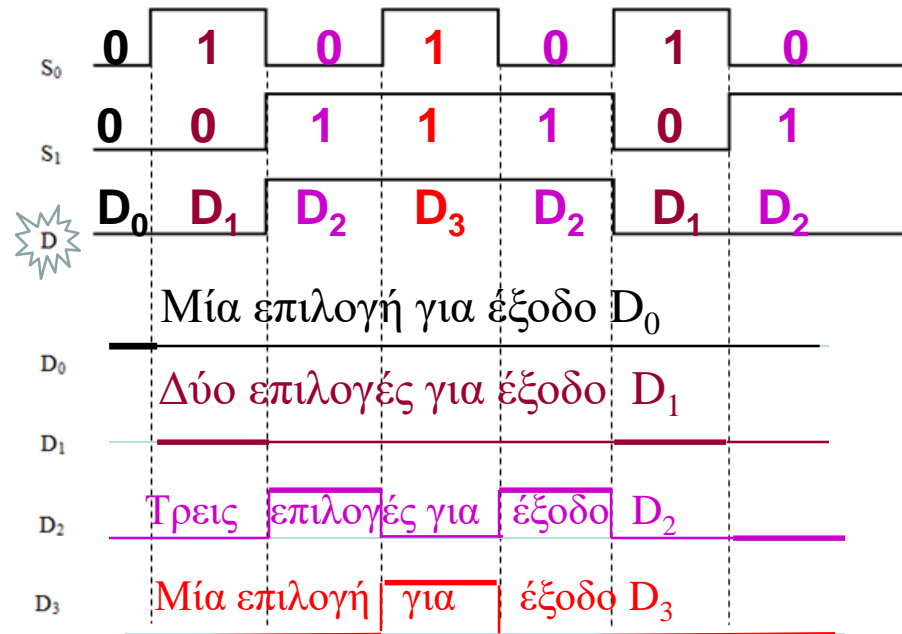 S₀ 0 1 0 1 0 1 0
S₁ 0 0 1 1 1 0 1
D D₀ D₁ D₂ D₃ D₂ D₁ D₂
Μία επιλογή για έξοδο D₀
D₀
Δύο επιλογές για έξοδο D₁
D₁
D₂ Τρεις επιλογές για έξοδο D₂
D₃ Μία επιλογή για έξοδο D₃